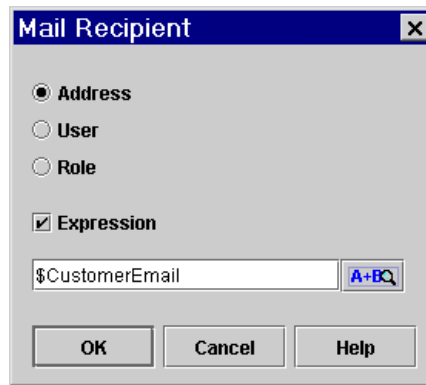 Mail Recipient
Address
User
Role
Expression
$CustomerEmail A+B
OK Cancel Help